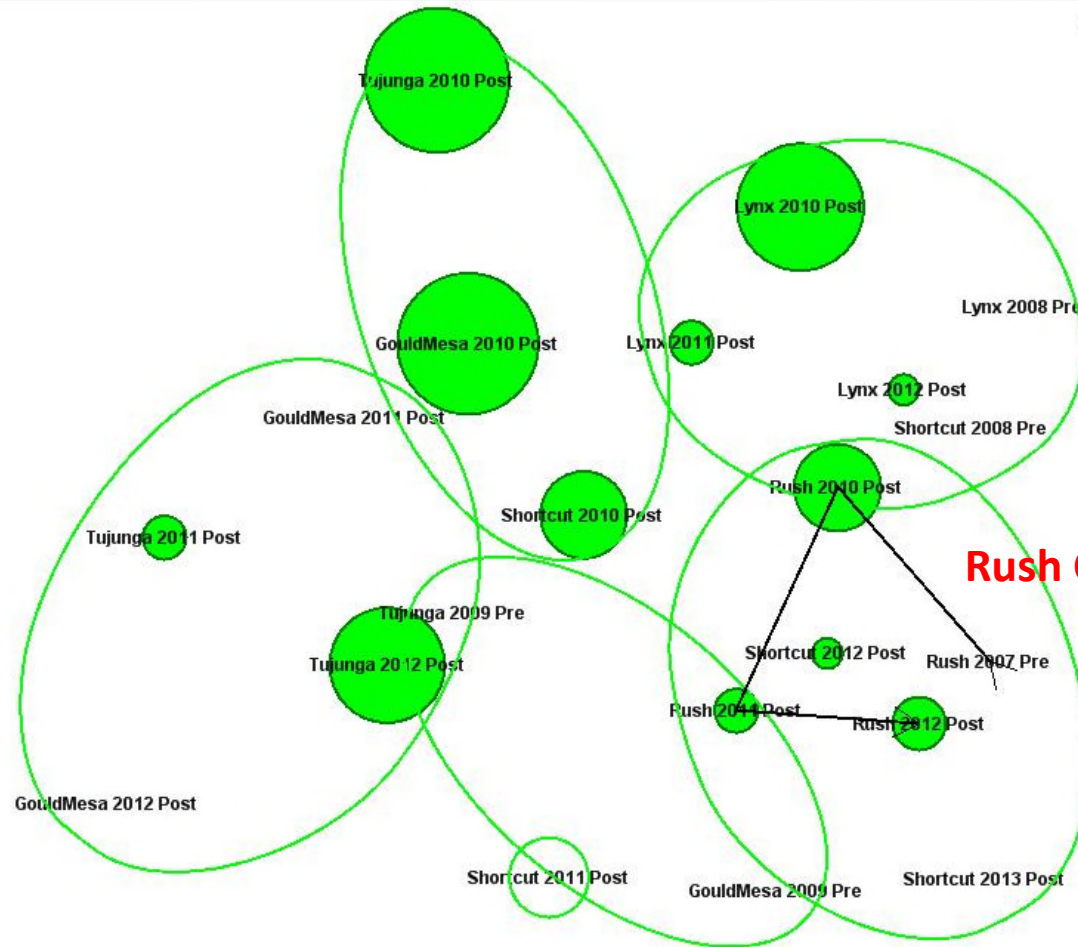 Tujunga 2010 Post
Lynx 2010 Post
Lynx 2008 Pre
GouldMesa 2010 Post
Lynx 2011 Post
Lynx 2012 Post
GouldMesa 2011 Post
Shortcut 2008 Pre
Rush 2010 Post
Shortcut 2010 Post
Tujunga 2011 Post
Rush
Tujunga 2009 Pre
Shortcut 2012 Post
Tujunga 2012 Post
Rush 2007 Pre
Rush 2011 Post
Rush 2012 Post
GouldMesa 2012 Post
Shortcut 2011 Post
Shortcut 2013 Post
GouldMesa 2009 Pre